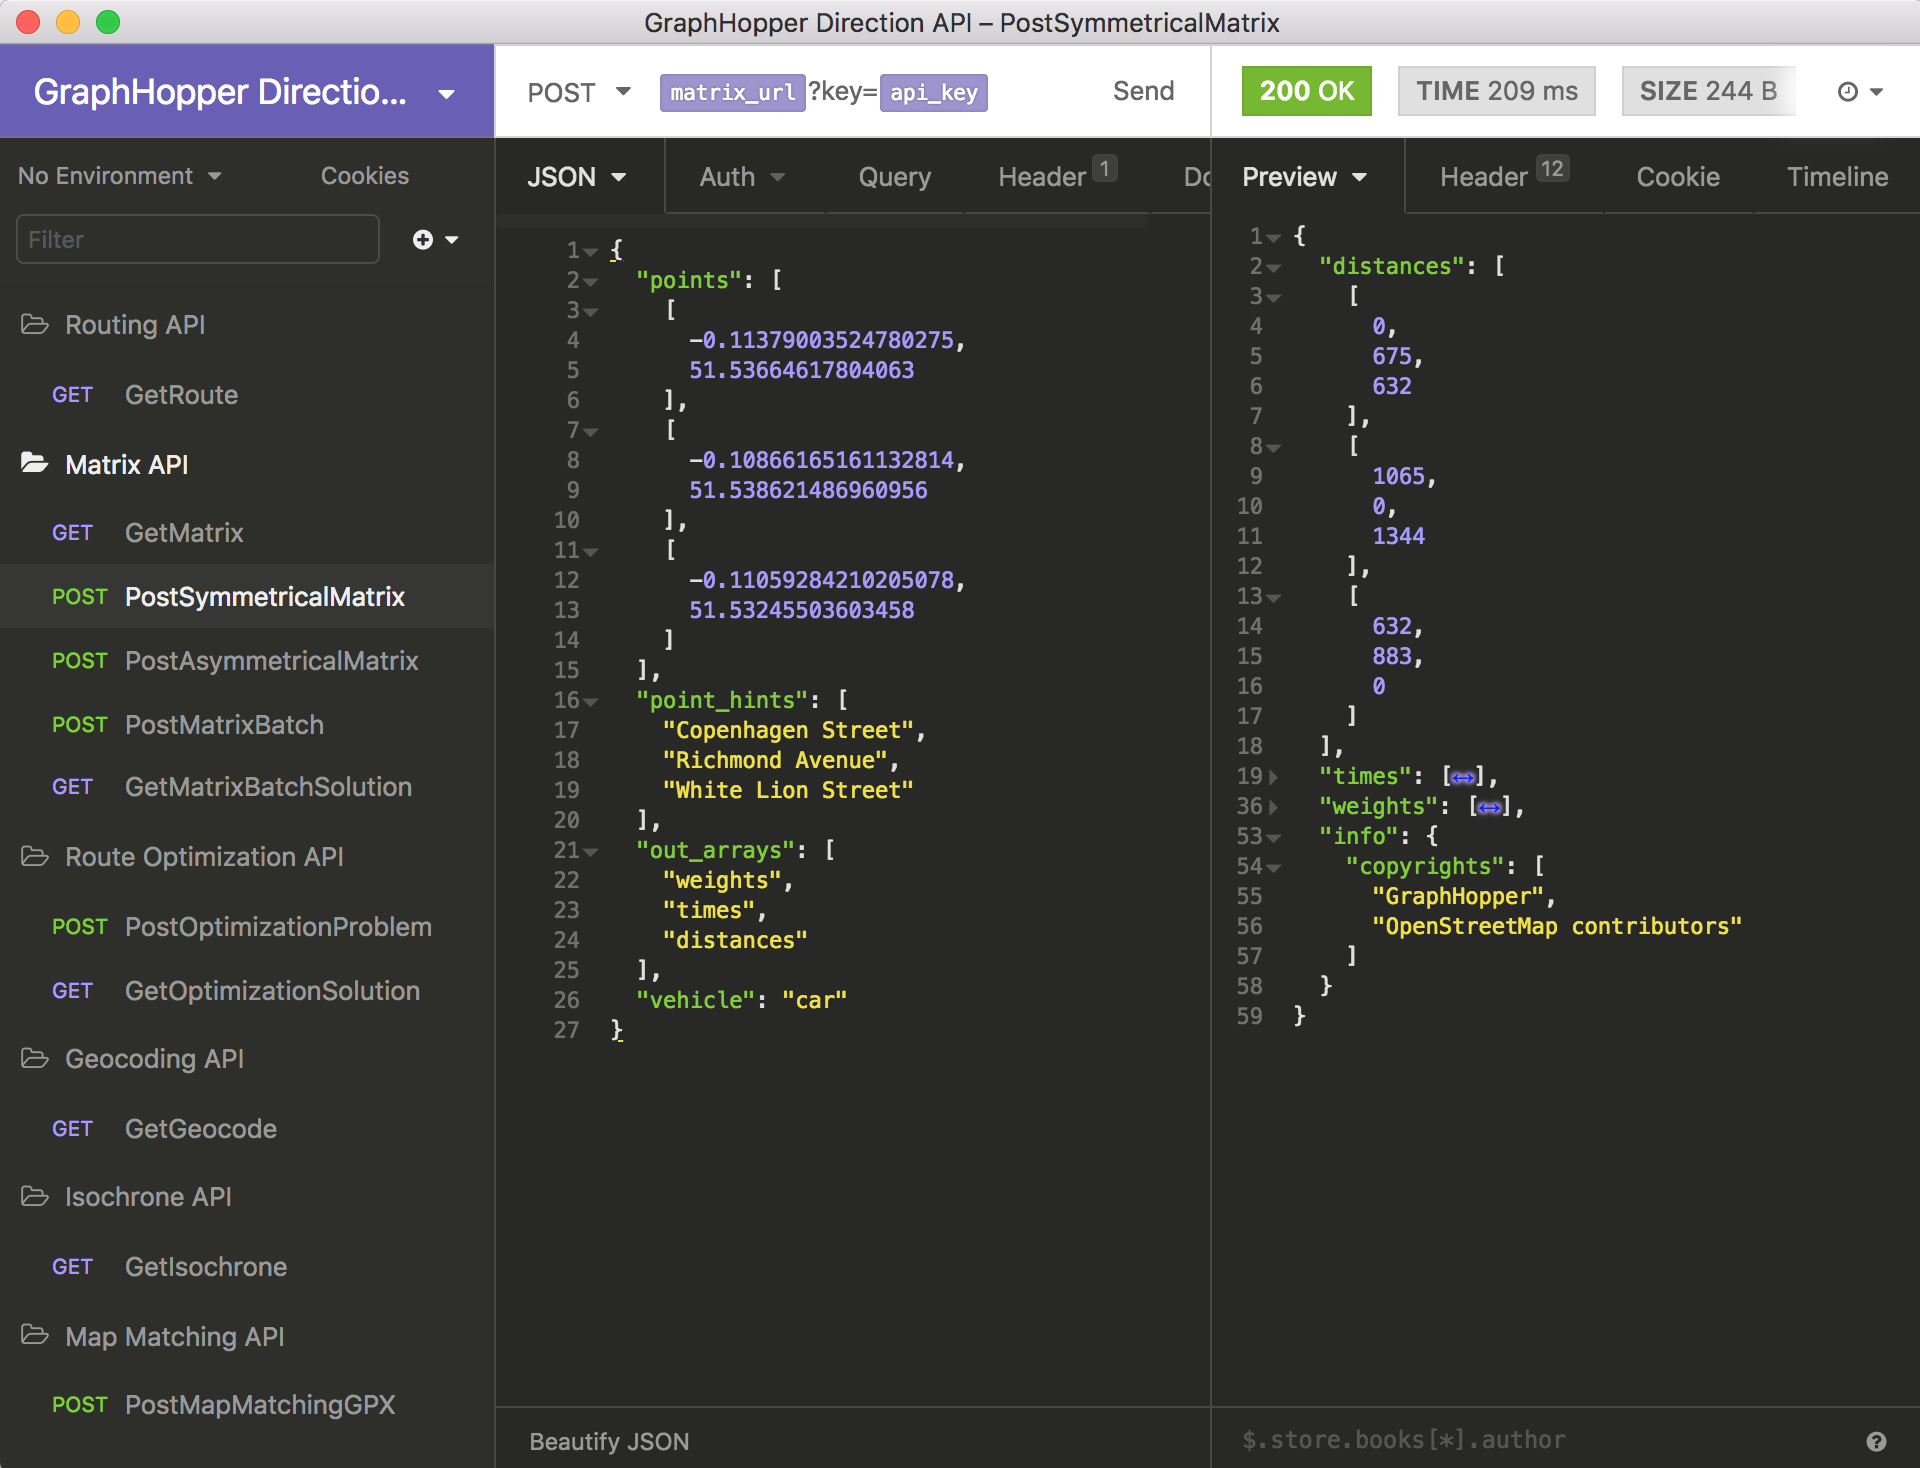 GraphHopper Direction API – PostSymmetricalMatrix
GraphHopper Directio...
No Environment
Cookies
Filter
Routing API
GET GetRoute
Matrix API
GET GetMatrix
POST PostSymmetricalMatrix
POST PostAsymmetricalMatrix
POST PostMatrixBatch
GET GetMatrixBatchSolution
Route Optimization API
POST PostOptimizationProblem
GET GetOptimizationSolution
Geocoding API
GET GetGeocode
Isochrone API
GET GetIsochrone
Map Matching API
POST PostMapMatchingGPX
POST matrix_url?key=api_key Send
JSON Auth Query Header 1 Do
1 {
2 "points": [
3 [
4 -0.11379003524780275,
5 51.53664617804063
6 ],
7 [
8 -0.10866165161132814,
9 51.538621486960956
10 ],
11 [
12 -0.11059284210205078,
13 51.53245503603458
14 ]
15 ],
16 "point_hints": [
17 "Copenhagen Street",
18 "Richmond Avenue",
19 "White Lion Street"
20 ],
21 "out_arrays": [
22 "weights",
23 "times",
24 "distances"
25 ],
26 "vehicle": "car"
27 }
Beautify JSON
200 OK TIME 209 ms SIZE 244 B
Preview Header 12 Cookie Timeline
1 {
2 "distances": [
3 [
4 0,
5 675,
6 632
7 ],
8 [
9 1065,
10 0,
11 1344
12 ],
13 [
14 632,
15 883,
16 0
17 ]
18 ],
19 "times": [↔],
36 "weights": [↔],
53 "info": {
54 "copyrights": [
55 "GraphHopper",
56 "OpenStreetMap contributors"
57 ]
58 }
59 }
$.store.books[*].author
?